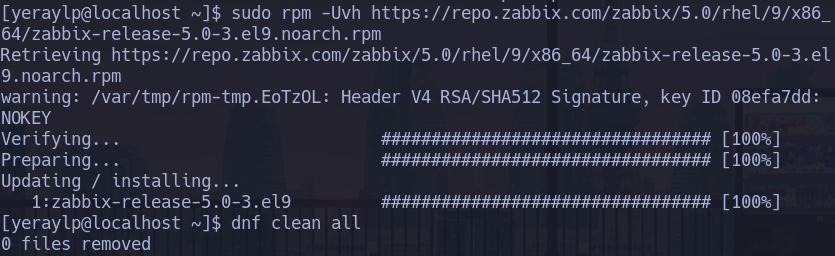 [yeraylp@localhost ~]$ sudo rpm -Uvh https://repo.zabbix.com/zabbix/5.0/rhel/9/x86_
64/zabbix-release-5.0-3.el9.noarch.rpm
Retrieving https://repo.zabbix.com/zabbix/5.0/rhel/9/x86_64/zabbix-release-5.0-3.el
9.noarch.rpm
warning: /var/tmp/rpm-tmp.EoTzOL: Header V4 RSA/SHA512 Signature, key ID 08efa7dd:
NOKEY
Verifying...                          ################################# [100%]
Preparing...                          ################################# [100%]
Updating / installing...
   1:zabbix-release-5.0-3.el9         ################################# [100%]
[yeraylp@localhost ~]$ dnf clean all
0 files removed